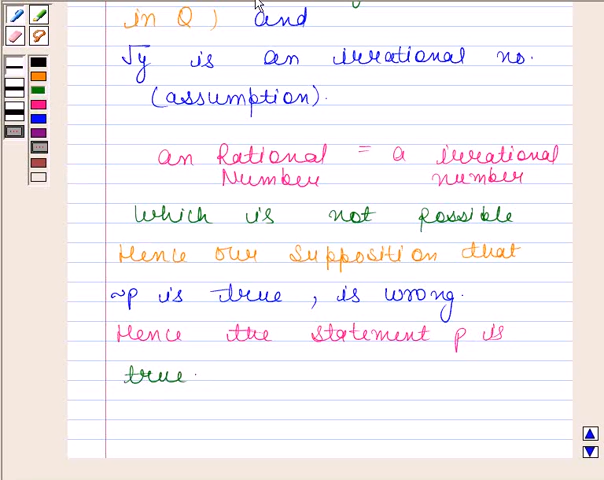 in Q ) and
√y is an irrational no.
(assumption).
an Rational = a irrational
Number number
which is not possible
Hence our supposition that
~p is true , is wrong.
Hence the statement p is
true.